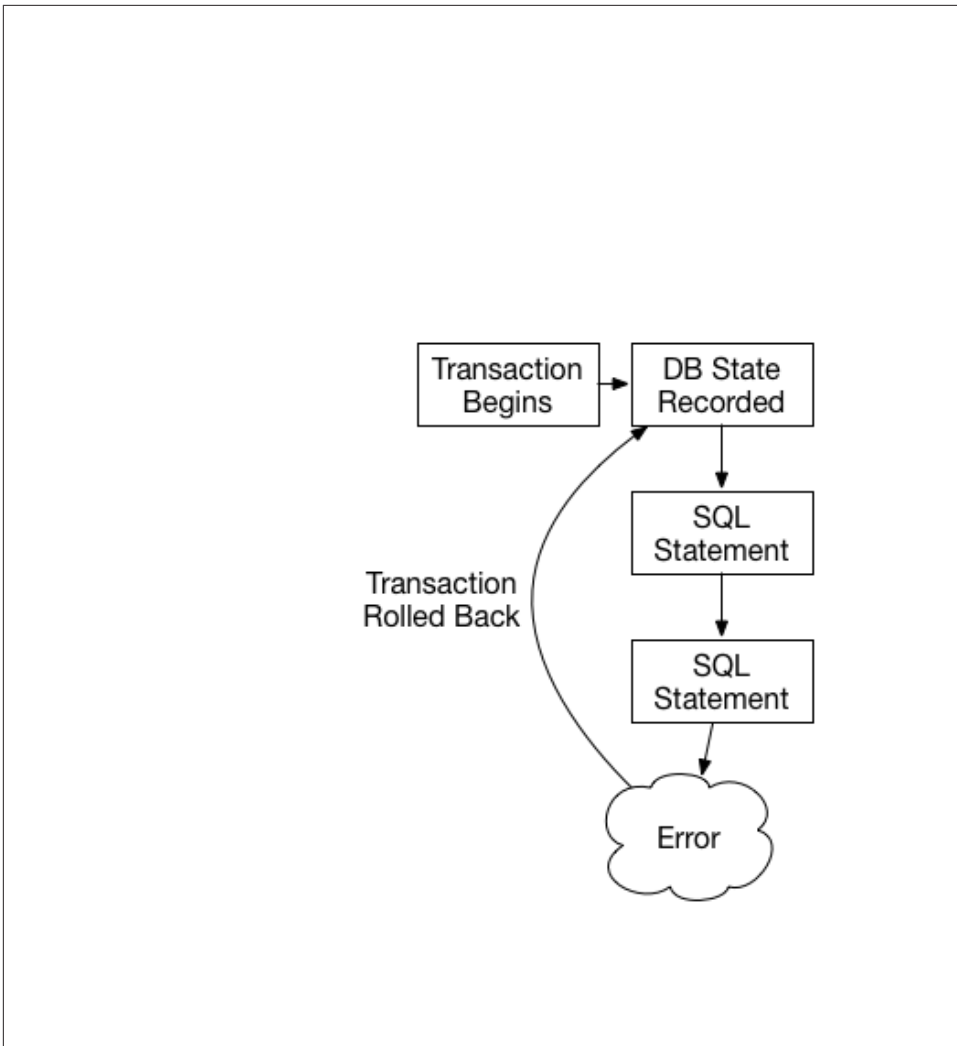 Transaction
Begins
DB State
Recorded
SQL
Statement
Transaction
Rolled Back
SQL
Statement
Error